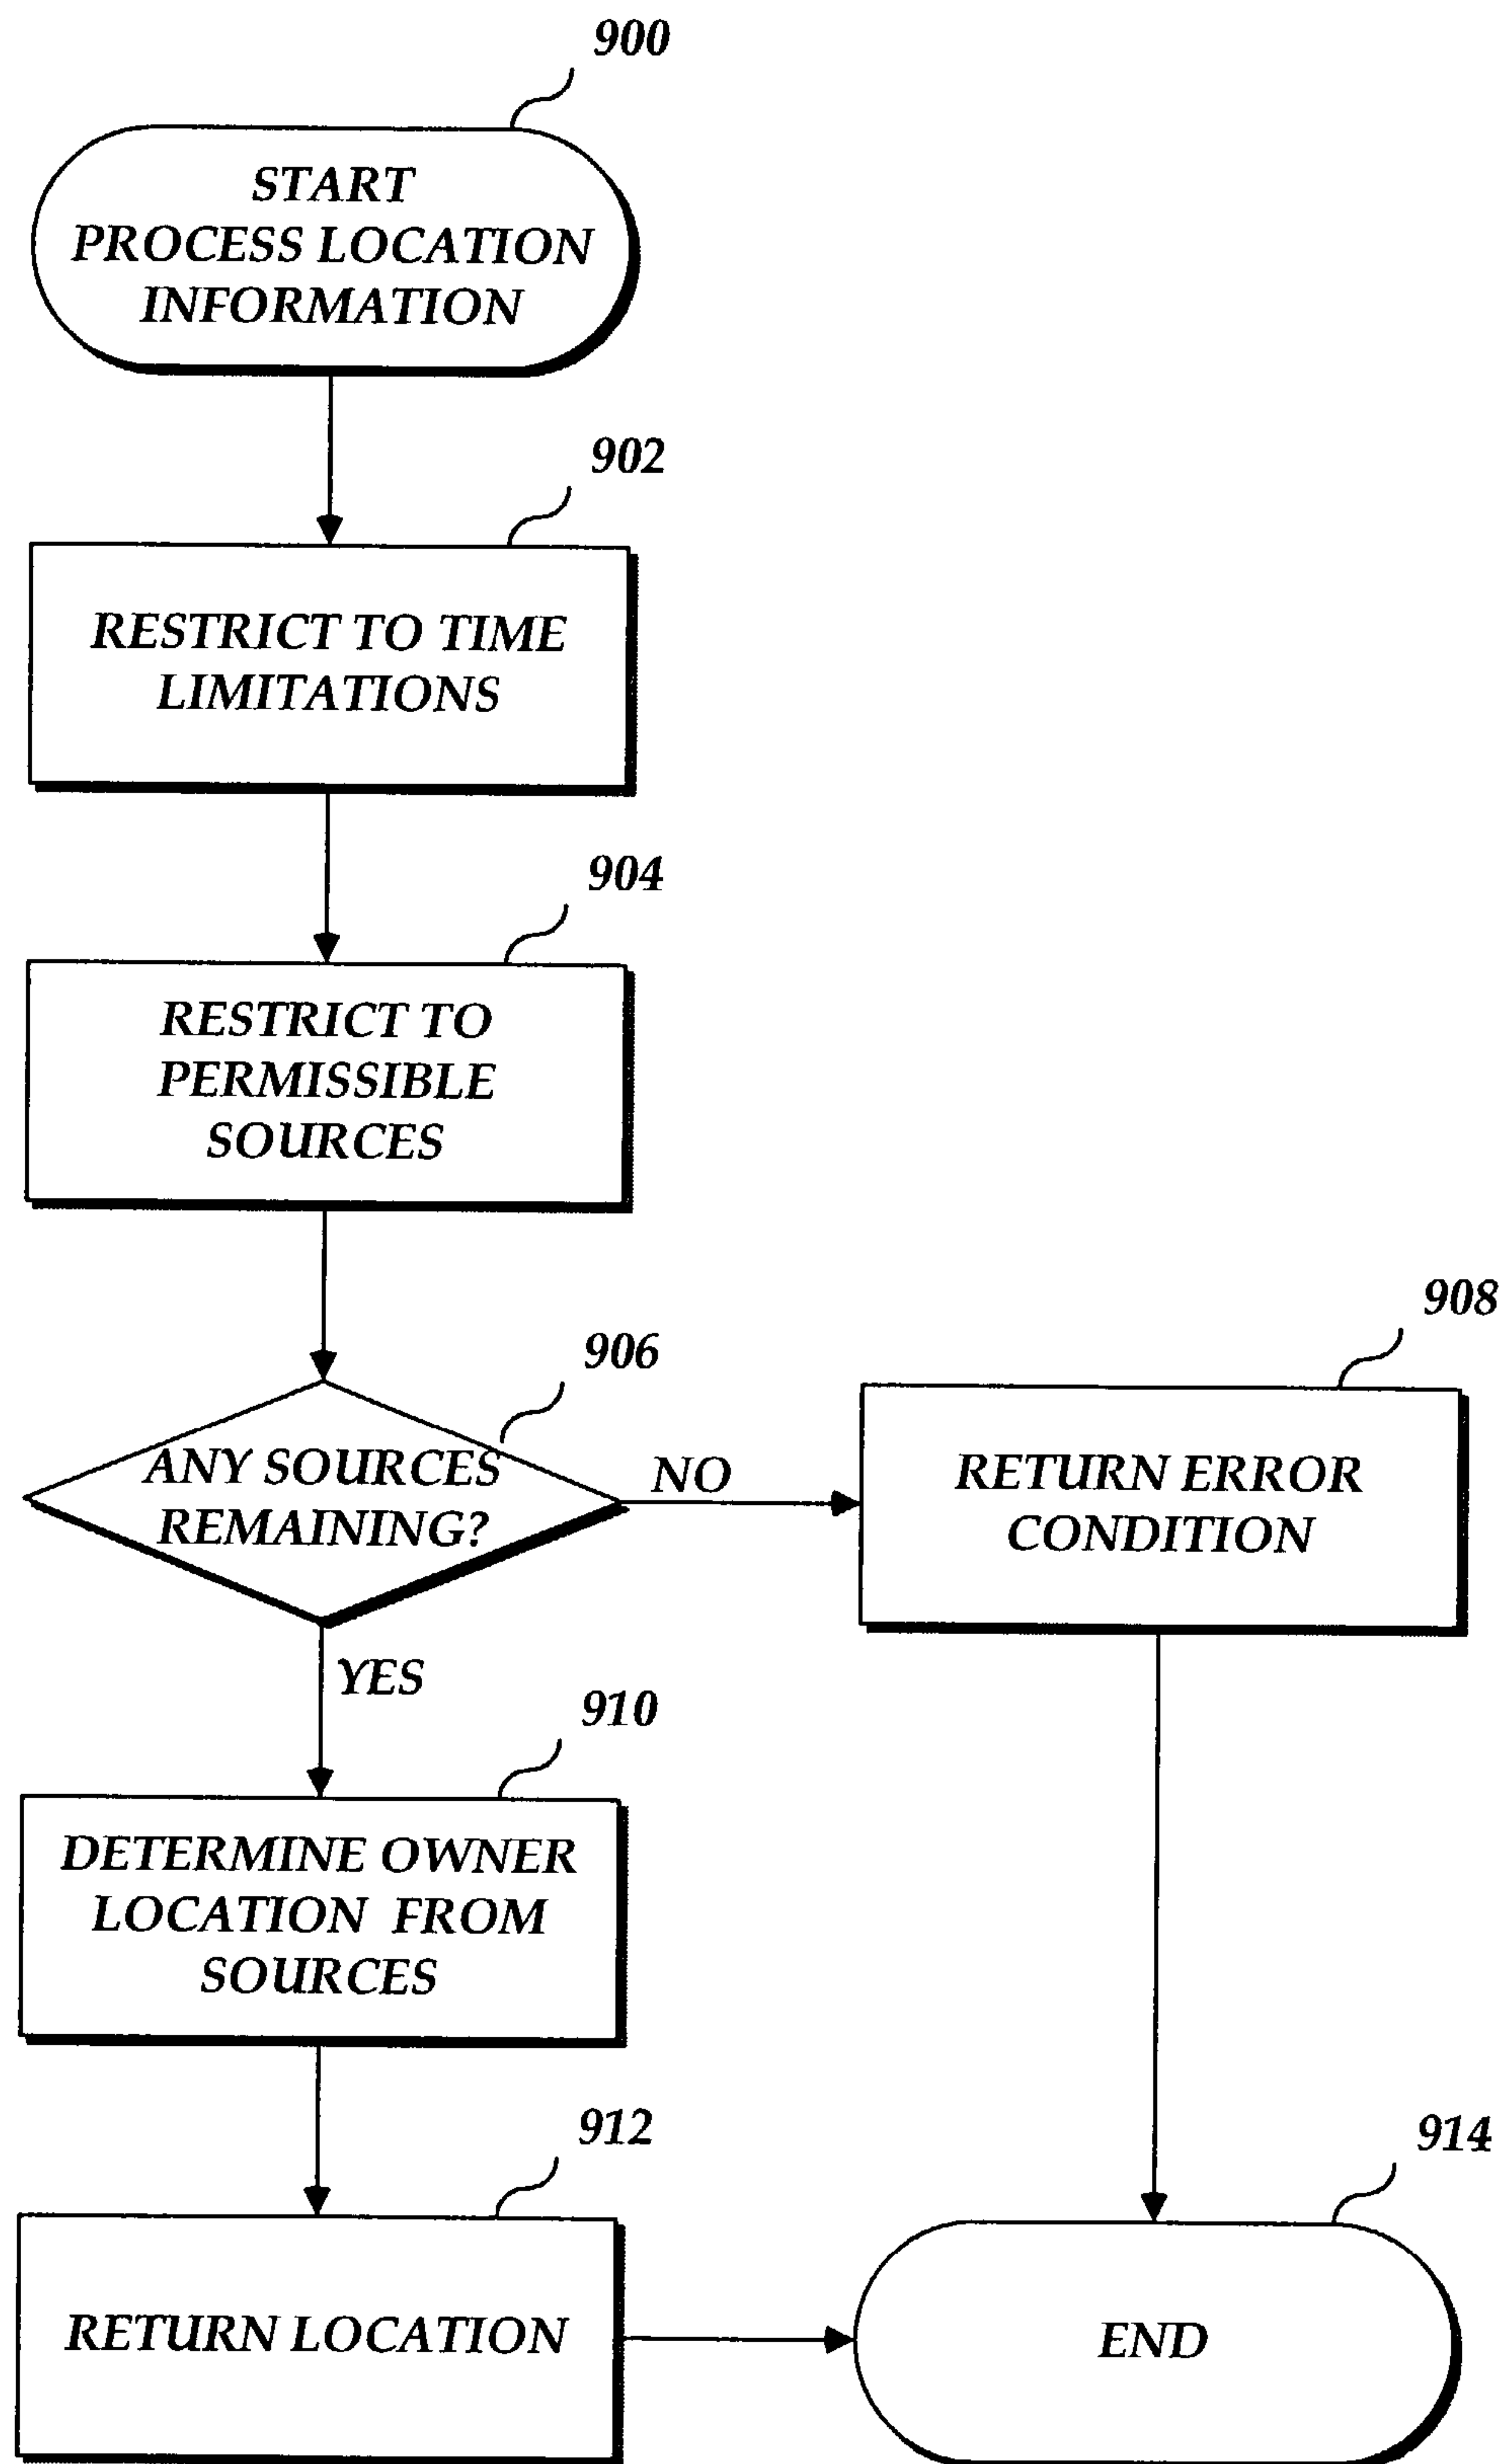 900
START
PROCESS LOCATION
INFORMATION
902
RESTRICT TO TIME
LIMITATIONS
904
RESTRICT TO
PERMISSIBLE
SOURCES
906
ANY SOURCES
REMAINING?
NO
908
RETURN ERROR
CONDITION
YES
910
DETERMINE OWNER
LOCATION FROM
SOURCES
912
RETURN LOCATION
914
END